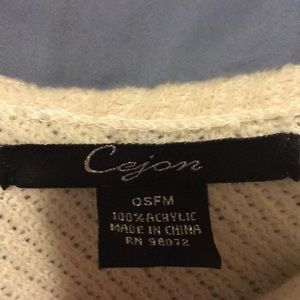 Cejon
OSFM
100% ACRYLIC
MADE IN CHINA
RN 98072